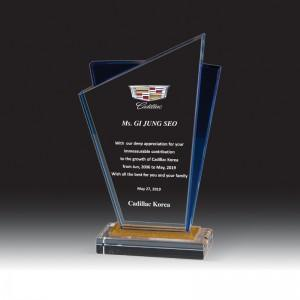 Cadillac
Ms. GI JUNG SEO
With our deep appreciation for your
immeasurable contribution
to the growth of Cadillac Korea
from Jun, 2006 to May, 2019
With all the best for you and your family
May 27, 2019
Cadillac Korea